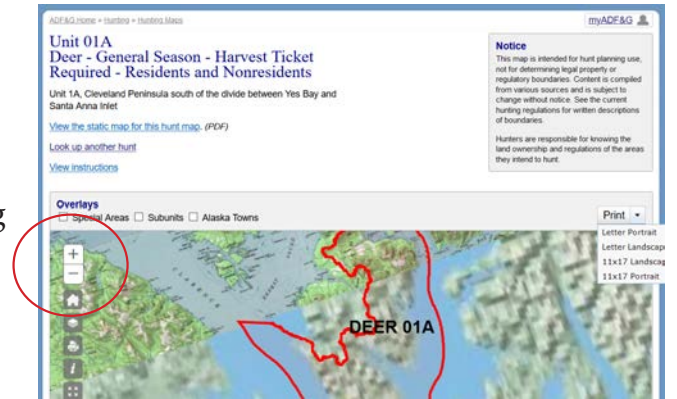 ADF&G Home » Hunting » Hunting Maps
myADF&G
Unit 01A
Deer - General Season - Harvest Ticket
Required - Residents and Nonresidents
Unit 1A, Cleveland Peninsula south of the divide between Yes Bay and
Santa Anna Inlet
View the static map for this hunt map. (PDF)
Look up another hunt
View instructions
Notice
This map is intended for hunt planning use,
not for determining legal property or
regulatory boundaries. Content is compiled
from various sources and is subject to
change without notice. See the current
hunting regulations for written descriptions
of boundaries.
Hunters are responsible for knowing the
land ownership and regulations of the areas
they intend to hunt.
Overlays
Special Areas Subunits Alaska Towns
Print
Letter Portrait
Letter Landscap
11x17 Landscap
11x17 Portrait
g
+
−
i
CLARENCE
DEER 01A